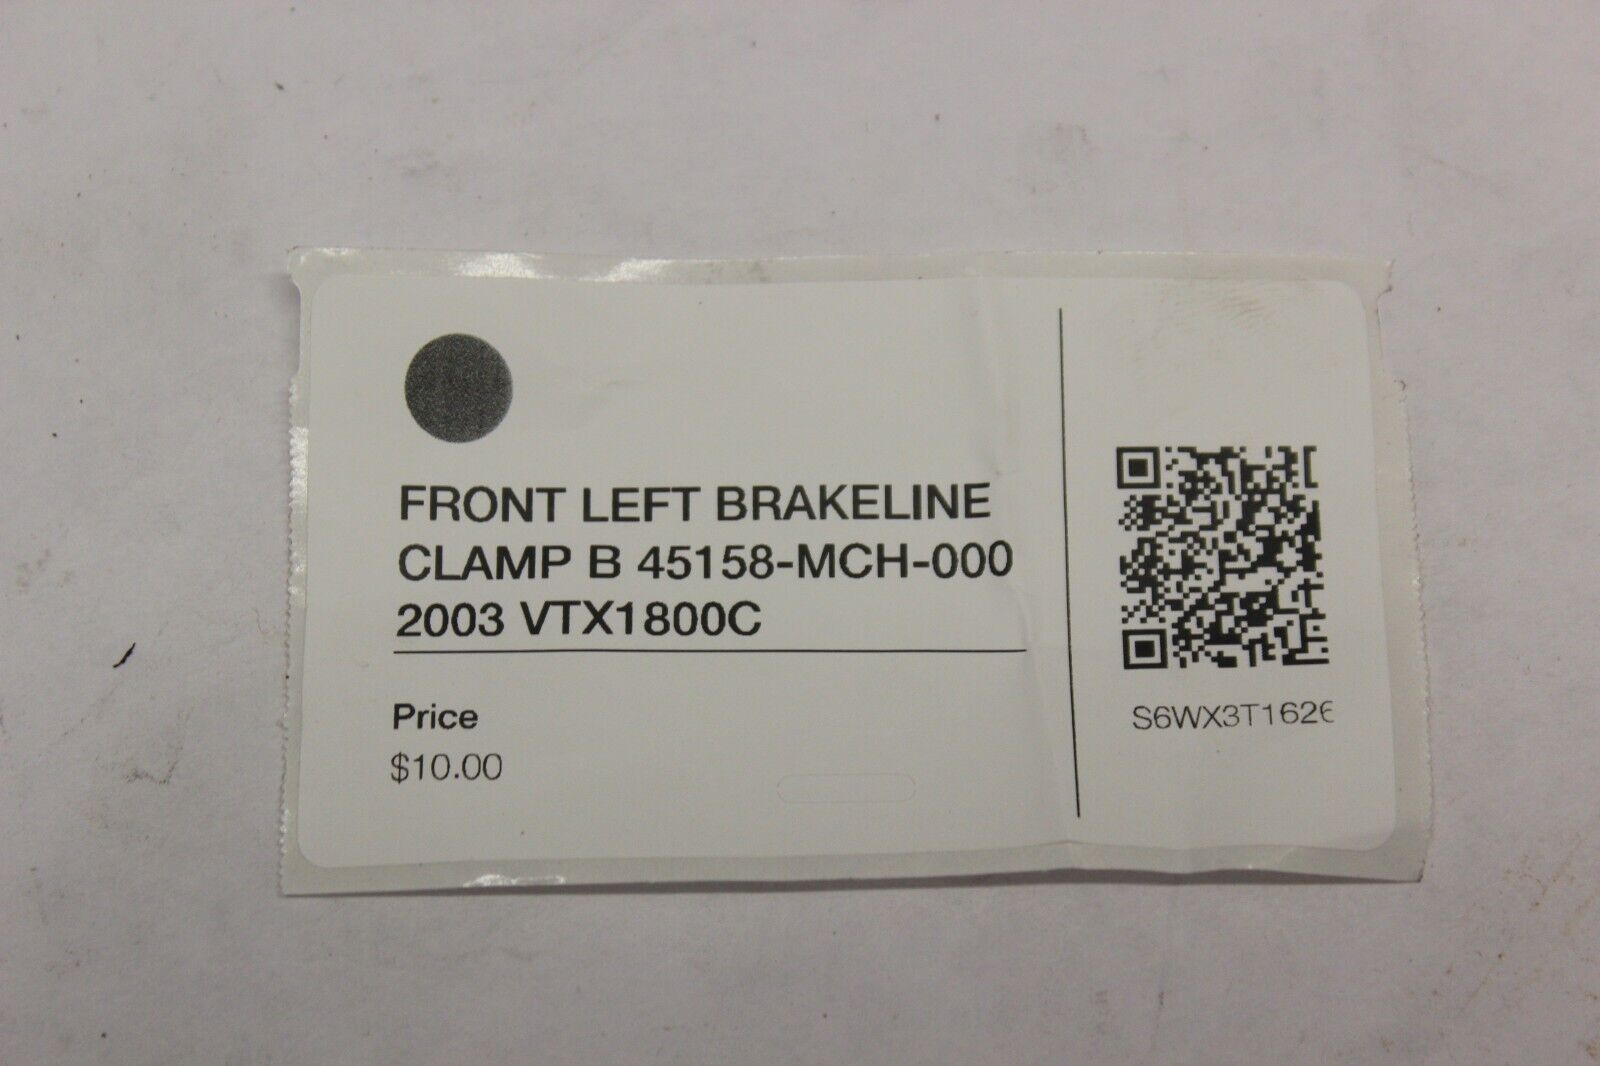 FRONT LEFT BRAKELINE
CLAMP B 45158-MCH-000
2003 VTX1800C
Price
$10.00
S6WX3T1626